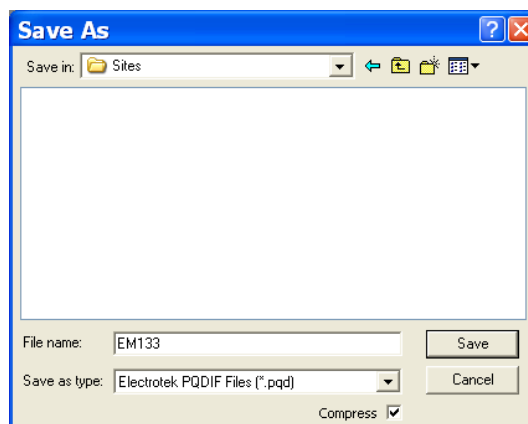 Save As
Save in: Sites
File name: EM133 Save
Save as type: Electrotek PQDIF Files (*.pqd) Cancel
Compress